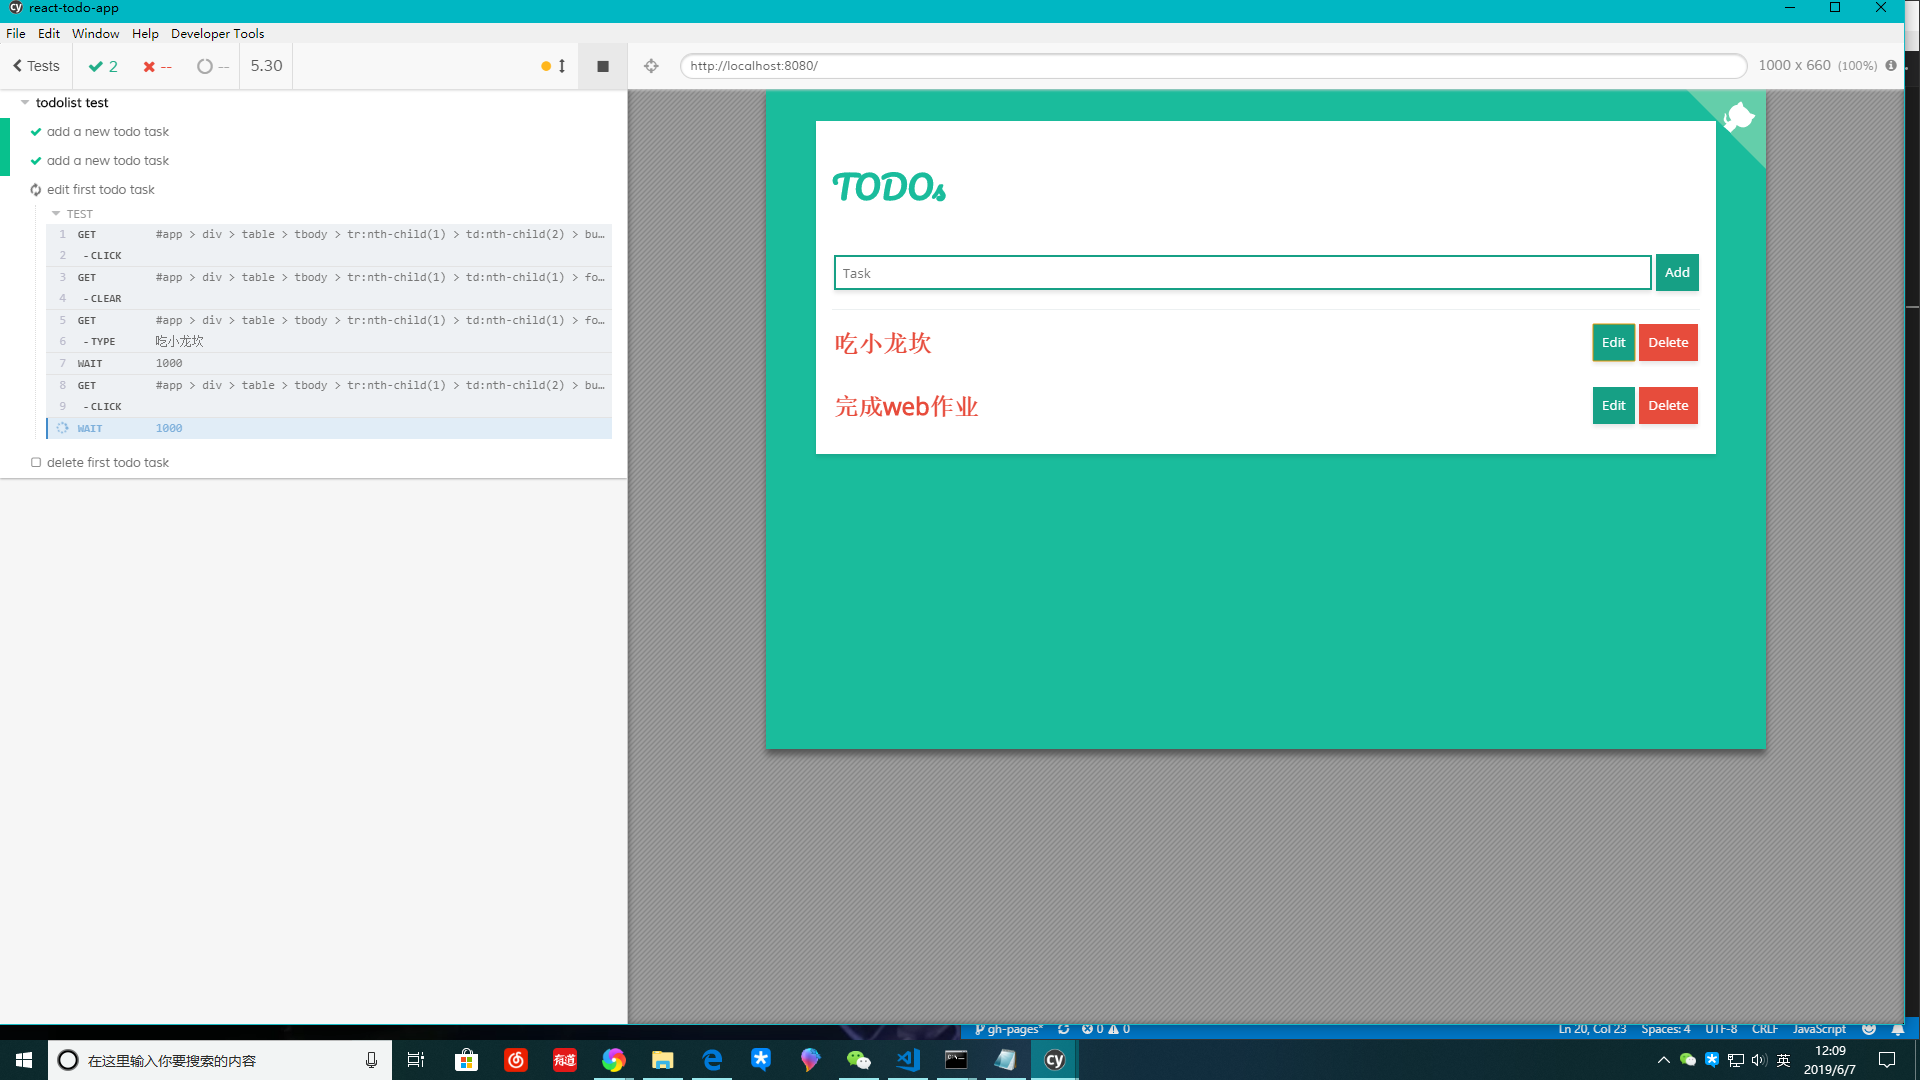 react-todo-app
File Edit Window Help Developer Tools
Tests 2 -- -- 5.30
http://localhost:8080/
1000 x 660 (100%)
todolist test
add a new todo task
add a new todo task
edit first todo task
TEST
1 GET #app > div > table > tbody > tr:nth-child(1) > td:nth-child(2) > bu…
2 -CLICK
3 GET #app > div > table > tbody > tr:nth-child(1) > td:nth-child(1) > fo…
4 -CLEAR
5 GET #app > div > table > tbody > tr:nth-child(1) > td:nth-child(1) > fo…
6 -TYPE 吃小龙坎
7 WAIT 1000
8 GET #app > div > table > tbody > tr:nth-child(1) > td:nth-child(2) > bu…
9 -CLICK
WAIT 1000
delete first todo task
TODOs
Task Add
吃小龙坎 Edit Delete
完成web作业 Edit Delete
gh-pages* 0 0 Ln 20, Col 23 Spaces: 4 UTF-8 CRLF JavaScript
在这里输入你要搜索的内容
有道
cy
英
12:09
2019/6/7